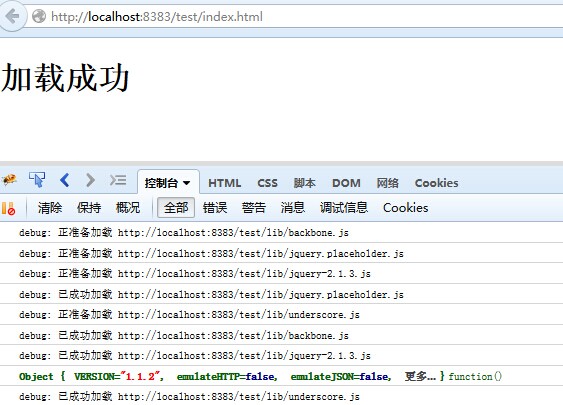 http://localhost:8383/test/index.html
加载成功
控制台 HTML CSS 脚本 DOM 网络 Cookies
清除 保持 概况 全部 错误 警告 消息 调试信息 Cookies
debug: 正准备加载 http://localhost:8383/test/lib/backbone.js
debug: 正准备加载 http://localhost:8383/test/lib/jquery.placeholder.js
debug: 正准备加载 http://localhost:8383/test/lib/jquery-2.1.3.js
debug: 已成功加载 http://localhost:8383/test/lib/jquery.placeholder.js
debug: 正准备加载 http://localhost:8383/test/lib/underscore.js
debug: 已成功加载 http://localhost:8383/test/lib/backbone.js
debug: 已成功加载 http://localhost:8383/test/lib/jquery-2.1.3.js
Object { VERSION="1.1.2", emulateHTTP=false, emulateJSON=false, 更多...} function()
debug: 已成功加载 http://localhost:8383/test/lib/underscore.js